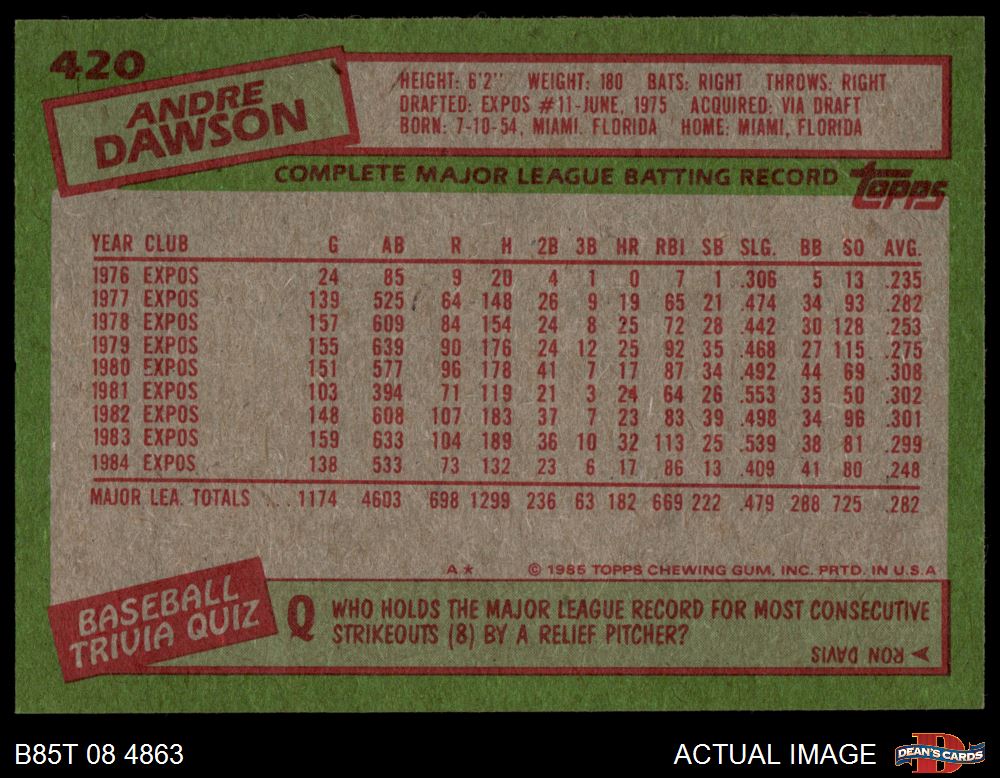 420
ANDRE
DAWSON
HEIGHT: 6'2" WEIGHT: 180 BATS: RIGHT THROWS: RIGHT
DRAFTED: EXPOS #11-JUNE, 1975 ACQUIRED: VIA DRAFT
BORN: 7-10-54, MIAMI. FLORIDA HOME: MIAMI, FLORIDA
COMPLETE MAJOR LEAGUE BATTING RECORD topps
YEAR CLUB G AB R H 2B 3B HR RBI SB SLG. BB SO AVG.
1976 EXPOS 24 85 9 20 4 1 0 7 1 .306 5 13 .235
1977 EXPOS 139 525 64 148 26 9 19 65 21 .474 34 93 .282
1978 EXPOS 157 609 84 154 24 8 25 72 28 .442 30 128 .253
1979 EXPOS 155 639 90 176 24 12 25 92 35 .468 27 115 .275
1980 EXPOS 151 577 96 178 41 7 17 87 34 .492 44 69 .308
1981 EXPOS 103 394 71 119 21 3 24 64 26 .553 35 50 .302
1982 EXPOS 148 608 107 183 37 7 23 83 39 .498 34 96 .301
1983 EXPOS 159 633 104 189 36 10 32 113 25 .539 38 81 .299
1984 EXPOS 138 533 73 132 23 6 17 86 13 .409 41 80 .248
MAJOR LEA. TOTALS ... 1174 4603 698 1299 236 63 182 669 222 .479 288 725 .282
A* © 1985 TOPPS CHEWING GUM, INC. PRTD. IN U.S.A
BASEBALL
TRIVIA QUIZ
Q WHO HOLDS THE MAJOR LEAGUE RECORD FOR MOST CONSECUTIVE
STRIKEOUTS (8) BY A RELIEF PITCHER?
RON DAVIS
B85T 08 4863 ACTUAL IMAGE DEAN'S CARDS